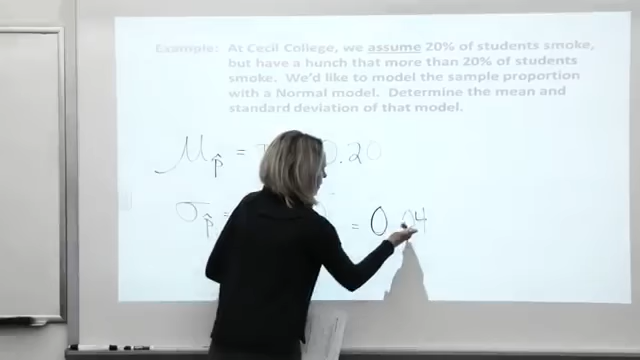 Example: At Cecil College, we assume 20% of students smoke,
but have a hunch that more than 20% of students
smoke. We'd like to model the sample proportion
with a Normal model. Determine the mean and
standard deviation of that model.
μp̂ = 0.20
σp̂ = = 0.04